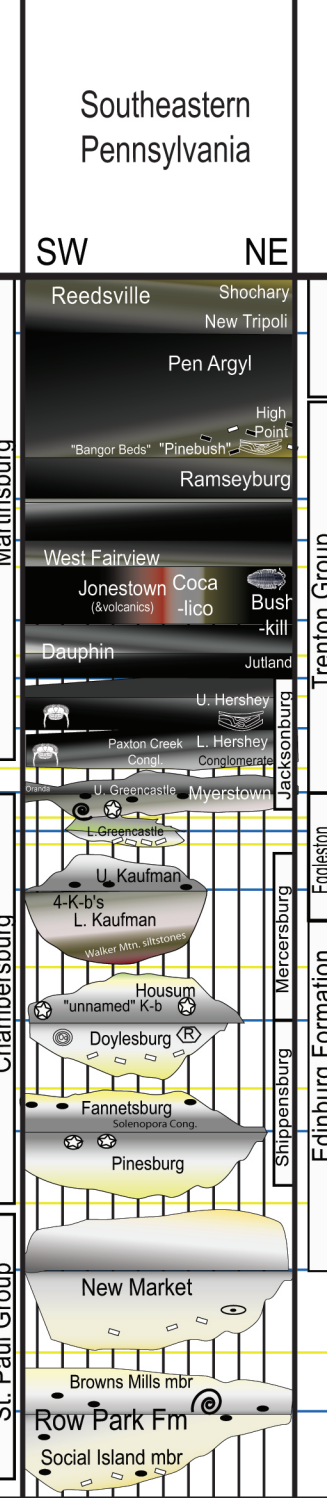 Southeastern
Pennsylvania
SW NE
Reedsville Shochary
New Tripoli
Pen Argyl
High
Point
"Bangor Beds" "Pinebush"
Ramseyburg
Martinsburg
West Fairview
Jonestown Coca
(&volcanics) -lico
Bush
-kill
Dauphin
Jutland
Trenton Group
U. Hershey
Paxton Creek L. Hershey
Congl. Conglomerate
Jacksonburg
Oranda
U. Greencastle Myerstown
L.Greencastle
Eggleston
U. Kaufman
4-K-b's
L. Kaufman
Walker Mtn. siltstones
Mercersburg
Chambersburg
Housum
"unnamed" K-b
Doylesburg R
Edinburg Formation
Fannetsburg
Solenopora Cong.
Pinesburg
Shippensburg
New Market
St. Paul Group
Browns Mills mbr
Row Park Fm
Social Island mbr